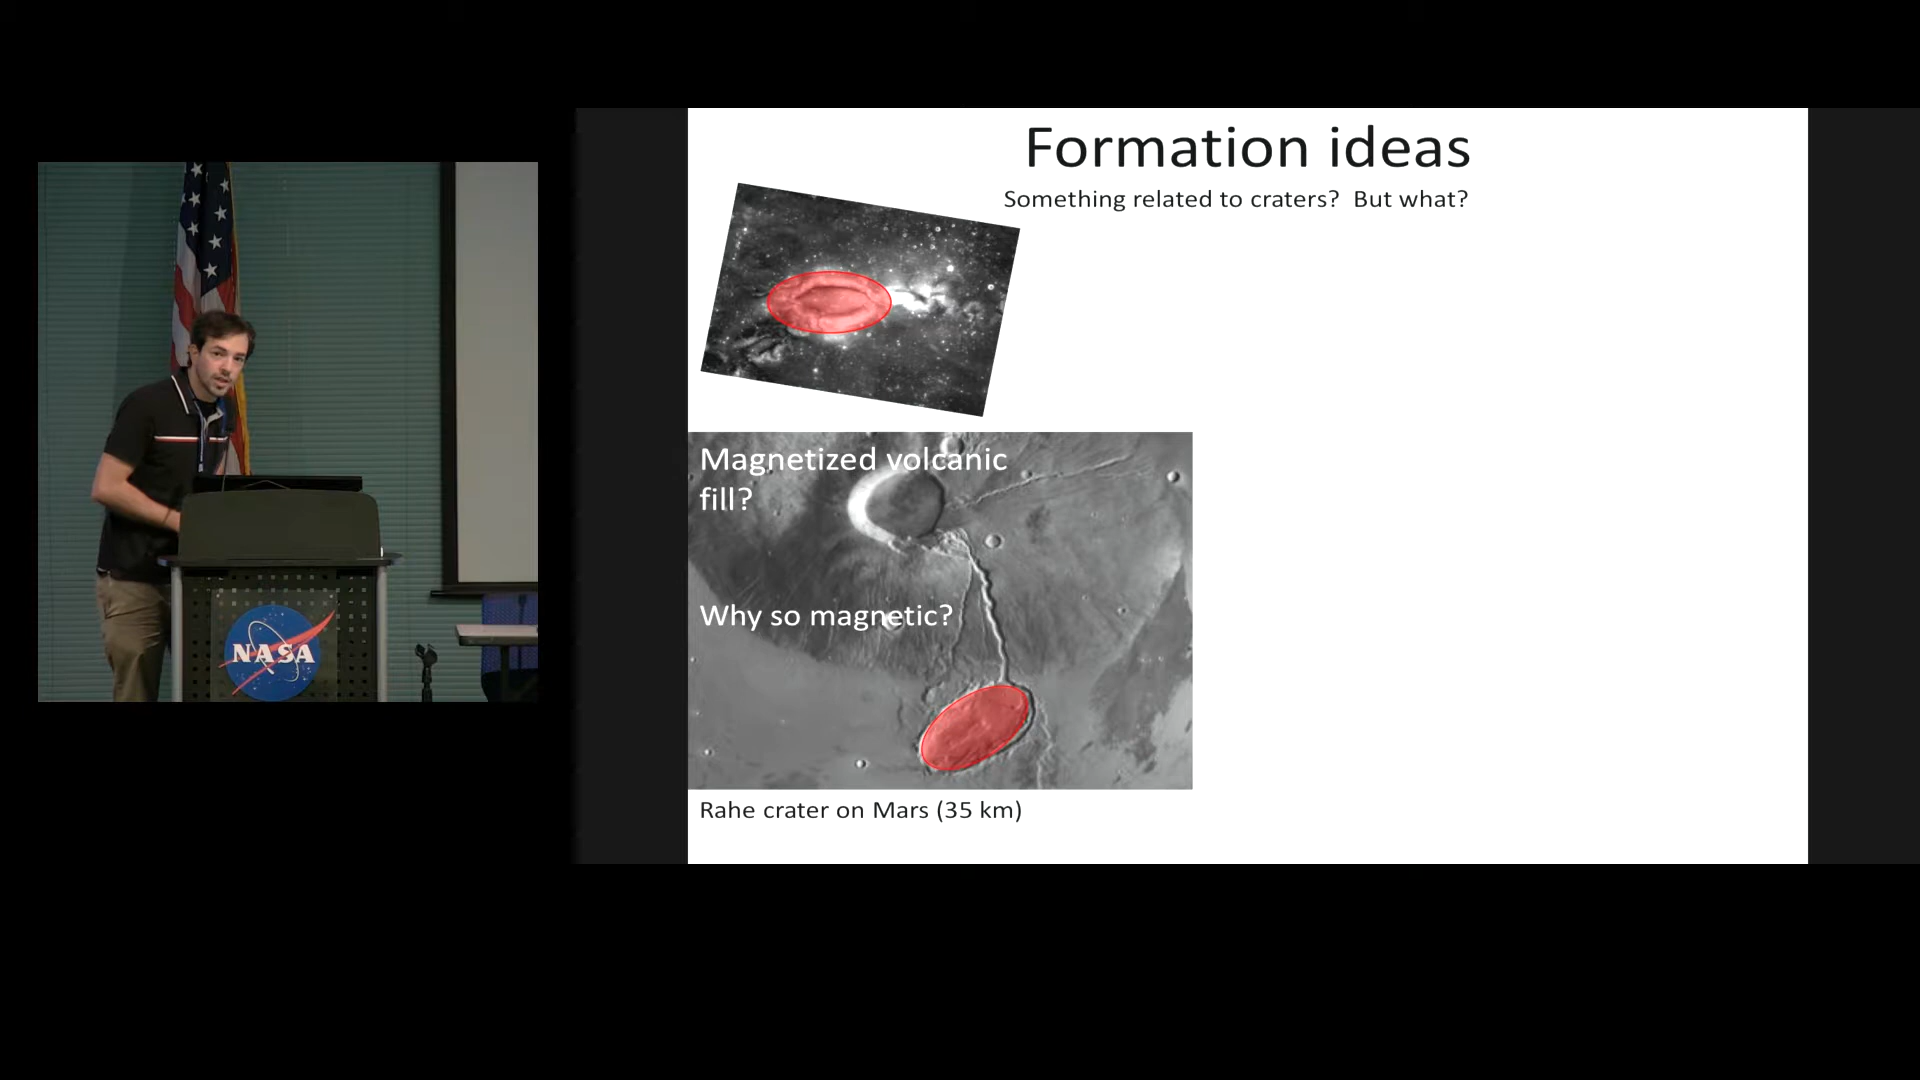 Formation ideas
Something related to craters? But what?
Magnetized volcanic
fill?
Why so magnetic?
Rahe crater on Mars (35 km)
NASA